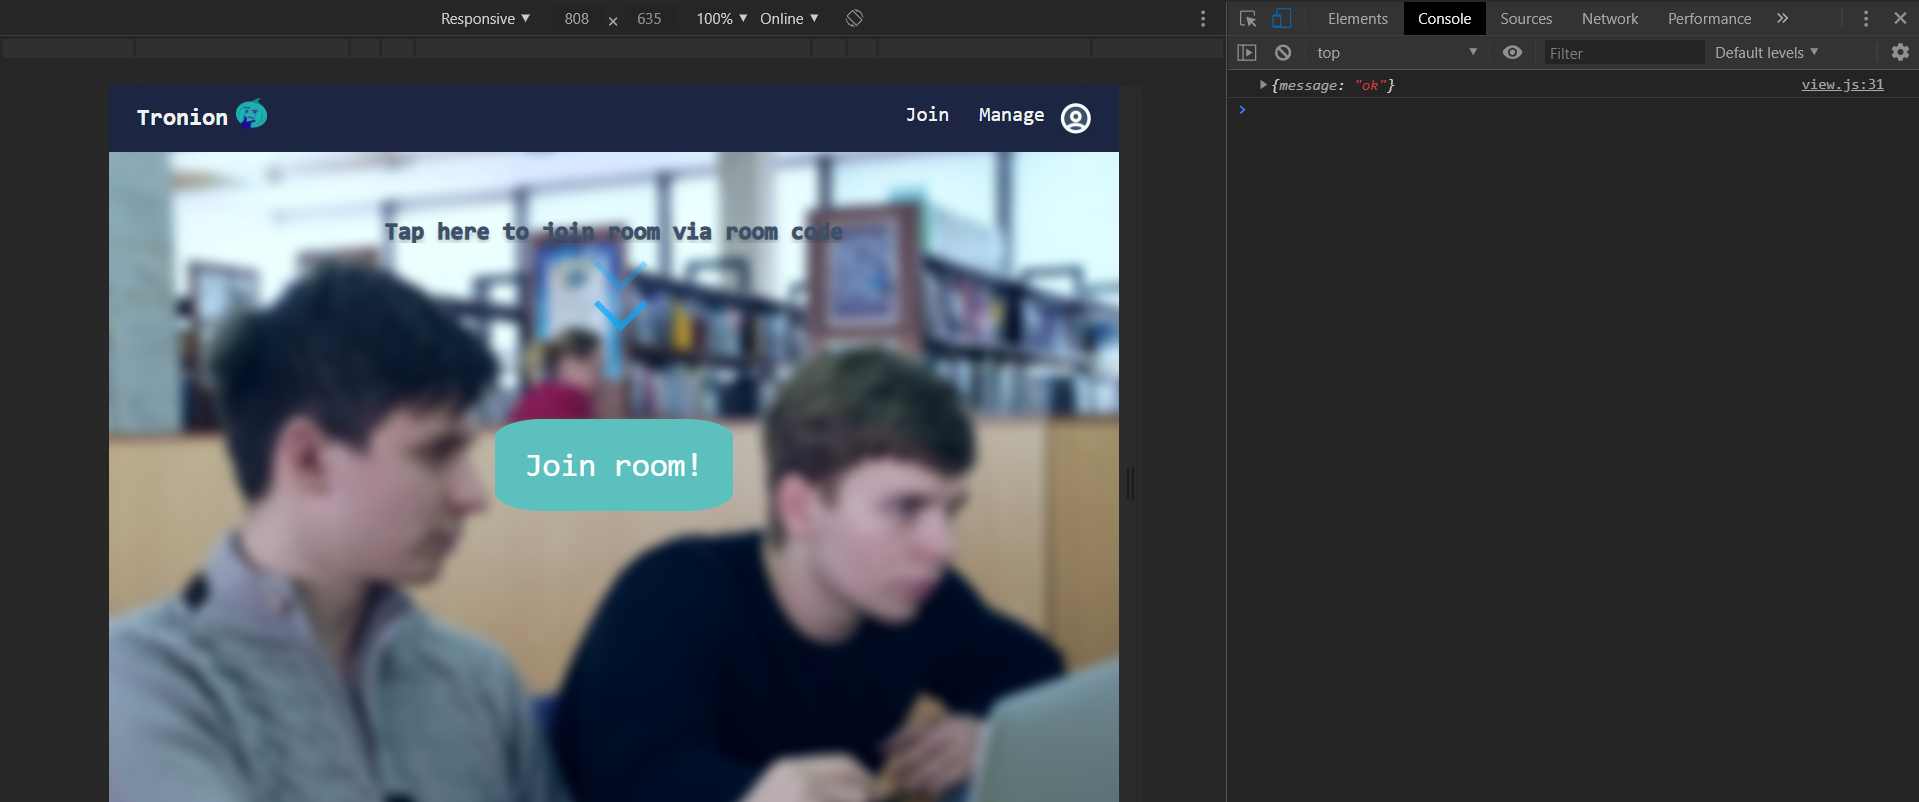 Responsive 808 × 635 100% Online
Elements Console Sources Network Performance
top Filter Default levels
{message: "ok"} view.js:31
Tronion Join Manage
Tap here to join room via room code
Join room!